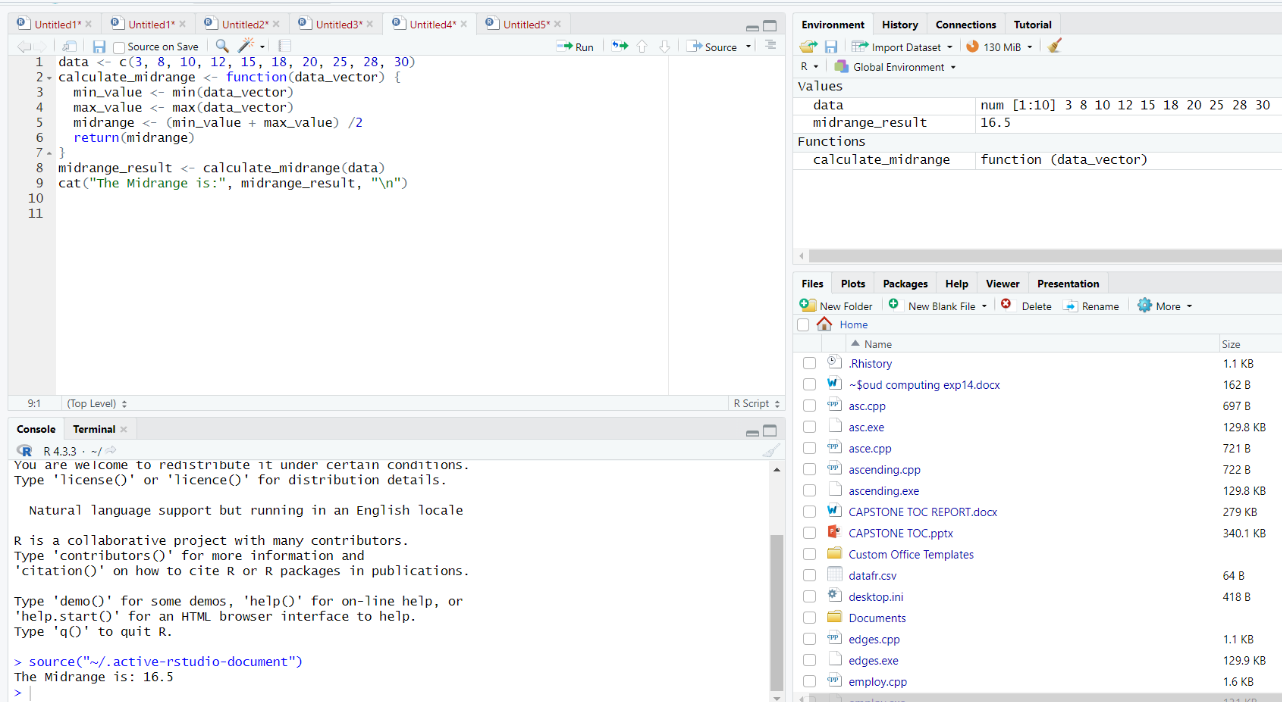 Untitled1* × Untitled1* × Untitled2* × Untitled3* × Untitled4* × Untitled5* ×
Source on Save Run Source
1 data <- c(3, 8, 10, 12, 15, 18, 20, 25, 28, 30)
2 calculate_midrange <- function(data_vector) {
3 min_value <- min(data_vector)
4 max_value <- max(data_vector)
5 midrange <- (min_value + max_value) /2
6 return(midrange)
7 }
8 midrange_result <- calculate_midrange(data)
9 cat("The Midrange is:", midrange_result, "\n")
10
11
9:1 (Top Level) R Script
Console Terminal ×
R 4.3.3 · ~/
You are welcome to redistribute it under certain conditions.
Type 'license()' or 'licence()' for distribution details.
Natural language support but running in an English locale
R is a collaborative project with many contributors.
Type 'contributors()' for more information and
'citation()' on how to cite R or R packages in publications.
Type 'demo()' for some demos, 'help()' for on-line help, or
'help.start()' for an HTML browser interface to help.
Type 'q()' to quit R.
> source("~/.active-rstudio-document")
The Midrange is: 16.5
>
Environment History Connections Tutorial
Import Dataset 130 MiB
R Global Environment
Values
data num [1:10] 3 8 10 12 15 18 20 25 28 30
midrange_result 16.5
Functions
calculate_midrange function (data_vector)
Files Plots Packages Help Viewer Presentation
New Folder New Blank File Delete Rename More
Home
Name Size
.Rhistory 1.1 KB
~$oud computing exp14.docx 162 B
asc.cpp 697 B
asc.exe 129.8 KB
asce.cpp 721 B
ascending.cpp 722 B
ascending.exe 129.8 KB
CAPSTONE TOC REPORT.docx 279 KB
CAPSTONE TOC.pptx 340.1 KB
Custom Office Templates
datafr.csv 64 B
desktop.ini 418 B
Documents
edges.cpp 1.1 KB
edges.exe 129.9 KB
employ.cpp 1.6 KB